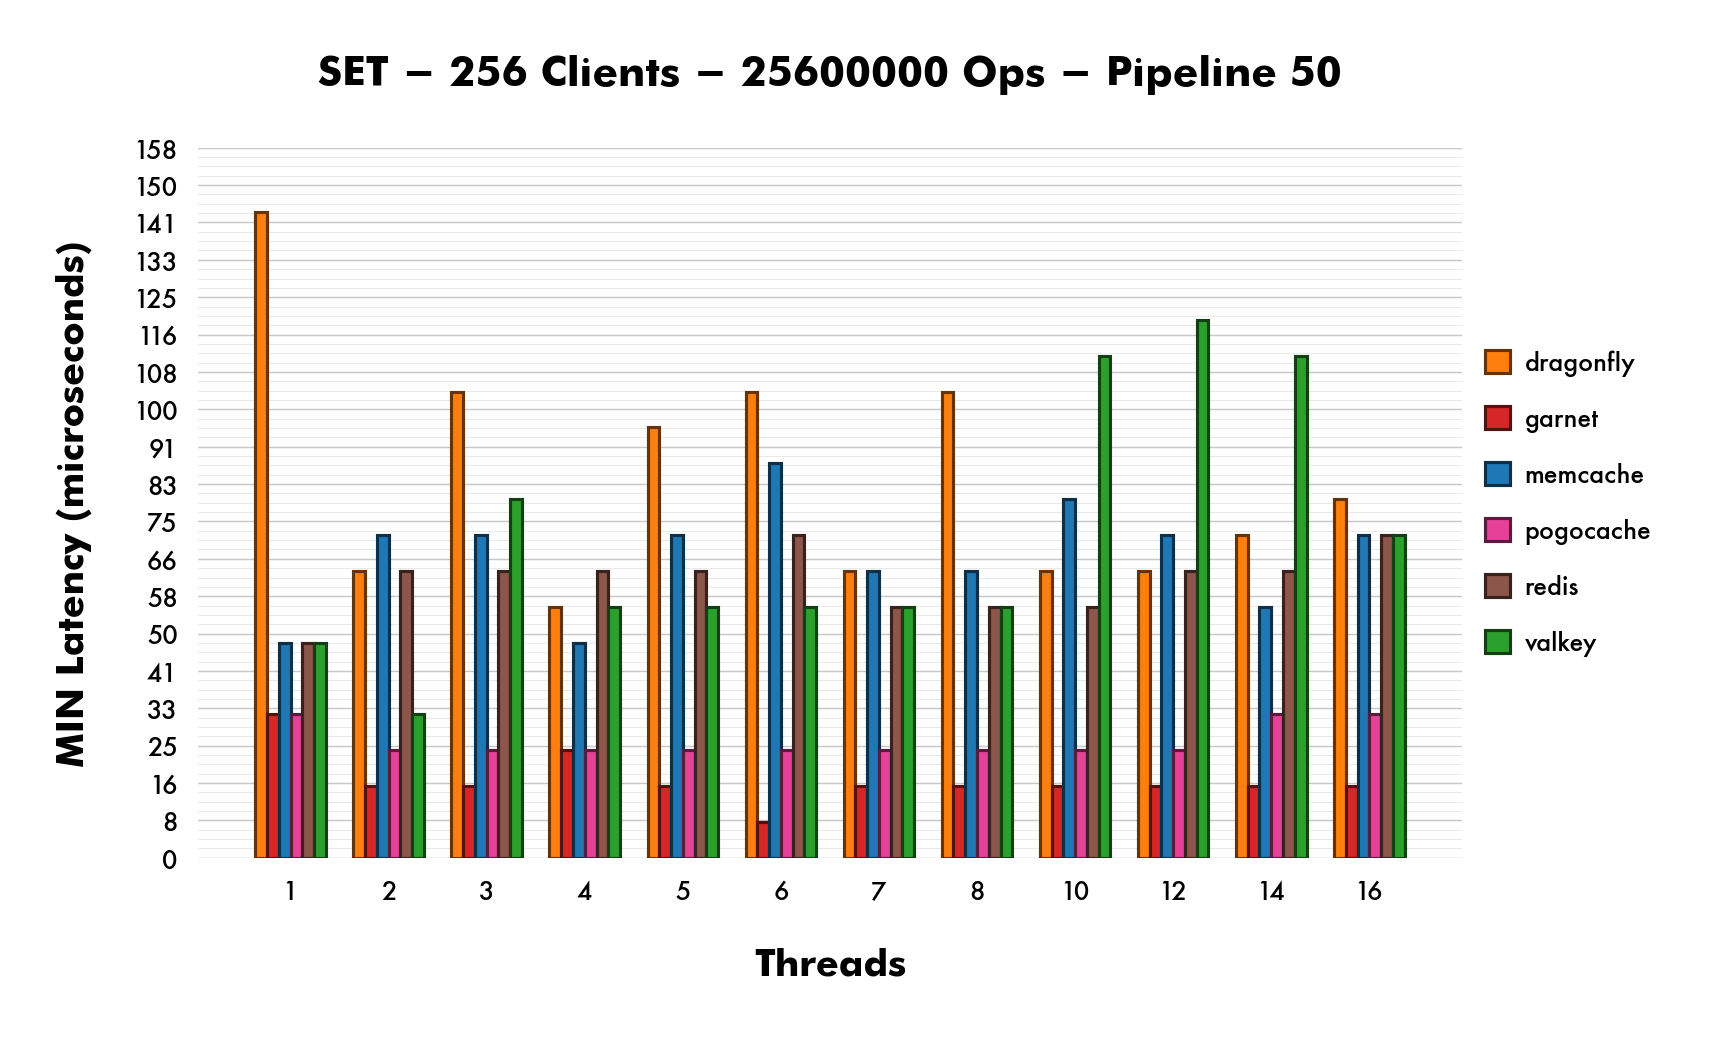 SET – 256 Clients – 25600000 Ops – Pipeline 50
MIN Latency (microseconds)
158
150
141
133
125
116
108
100
91
83
75
66
58
50
41
33
25
16
8
0
1 2 3 4 5 6 7 8 10 12 14 16
Threads
dragonfly
garnet
memcache
pogocache
redis
valkey